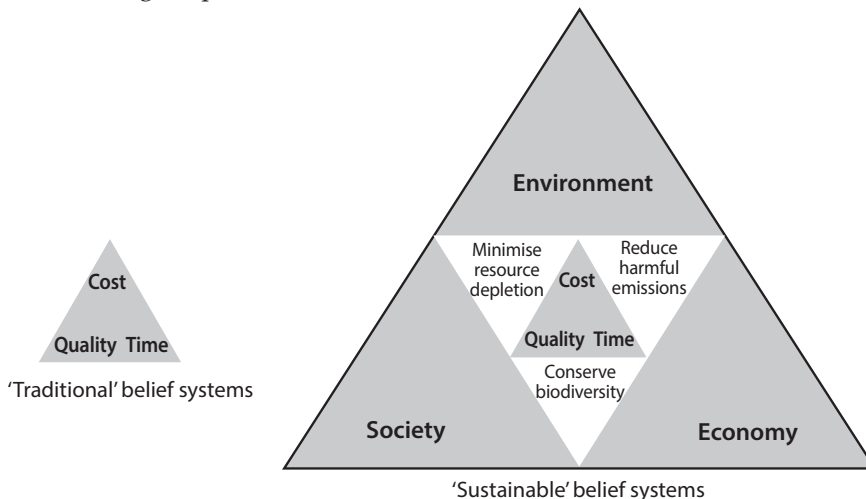 Environment
Minimise
resource
depletion
Reduce
harmful
emissions
Cost
Quality Time
Conserve
biodiversity
Society
Economy
'Sustainable' belief systems
Cost
Quality Time
'Traditional' belief systems